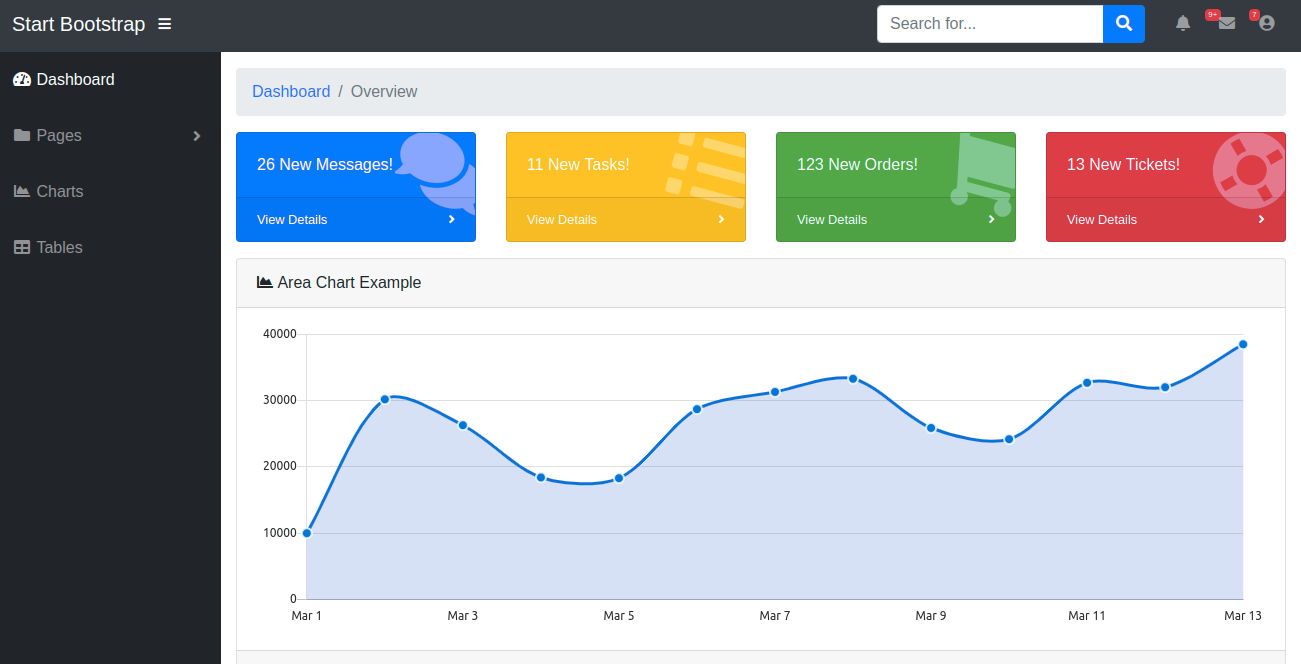 Start Bootstrap
Search for...
9+
7
Dashboard
Pages
Charts
Tables
Dashboard / Overview
26 New Messages!
View Details
11 New Tasks!
View Details
123 New Orders!
View Details
13 New Tickets!
View Details
Area Chart Example
40000
30000
20000
10000
0
Mar 1 Mar 3 Mar 5 Mar 7 Mar 9 Mar 11 Mar 13